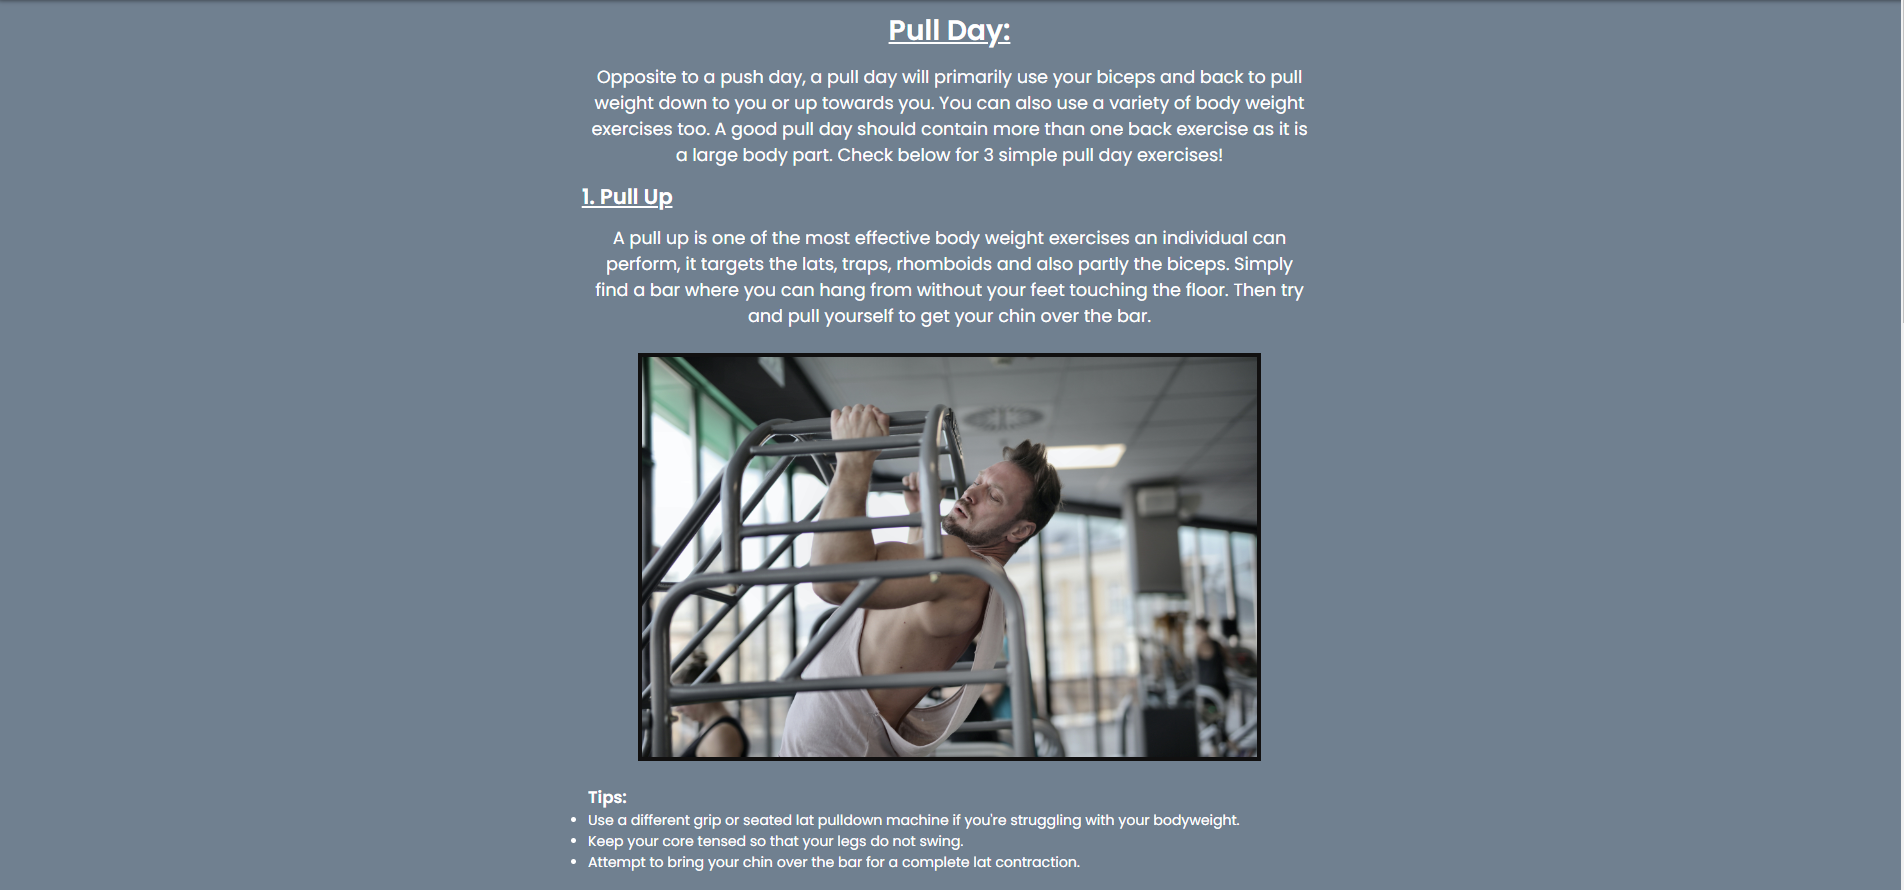 Pull Day:
Opposite to a push day, a pull day will primarily use your biceps and back to pull
weight down to you or up towards you. You can also use a variety of body weight
exercises too. A good pull day should contain more than one back exercise as it is
a large body part. Check below for 3 simple pull day exercises!
1. Pull Up
A pull up is one of the most effective body weight exercises an individual can
perform, it targets the lats, traps, rhomboids and also partly the biceps. Simply
find a bar where you can hang from without your feet touching the floor. Then try
and pull yourself to get your chin over the bar.
Tips:
• Use a different grip or seated lat pulldown machine if you're struggling with your bodyweight.
• Keep your core tensed so that your legs do not swing.
• Attempt to bring your chin over the bar for a complete lat contraction.